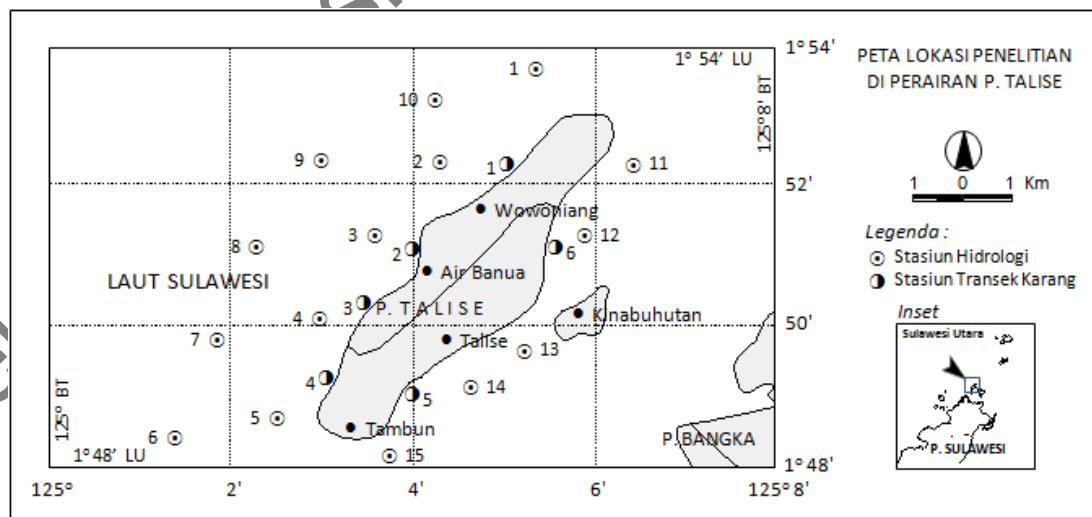 1° 54' LU
1° 54'
125° 8' BT
PETA LOKASI PENELITIAN
DI PERAIRAN P. TALISE
1
10
9
2
1
11
52'
1 0 1 Km
Wowoniang
Legenda :
Stasiun Hidrologi
Stasiun Transek Karang
3
12
8
2
6
Air Banua
LAUT SULAWESI
3
P. TALISE
4
Kinabuhutan
50'
Inset
Sulawesi Utara
P. SULAWESI
7
Talise
13
4
14
5
5
Tambun
6
15
P. BANGKA
125° BT
1° 48' LU
1° 48'
125°
2'
4'
6'
125° 8'